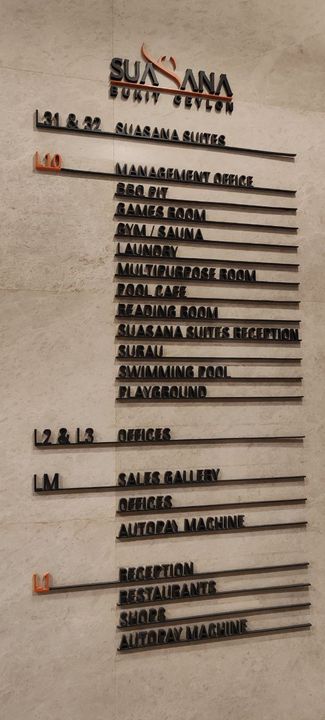 SUASANA
BUKIT CEYLON
L31 & 32 SUASANA SUITES
L10 MANAGEMENT OFFICE
BBQ PIT
GAMES ROOM
GYM / SAUNA
LAUNDRY
MULTIPURPOSE ROOM
POOL CAFE
READING ROOM
SUASANA SUITES RECEPTION
SURAU
SWIMMING POOL
PLAYGROUND
L2 & L3 OFFICES
LM SALES GALLERY
OFFICES
AUTOPAY MACHINE
L1 RECEPTION
RESTAURANTS
SHOPS
AUTOPAY MACHINE